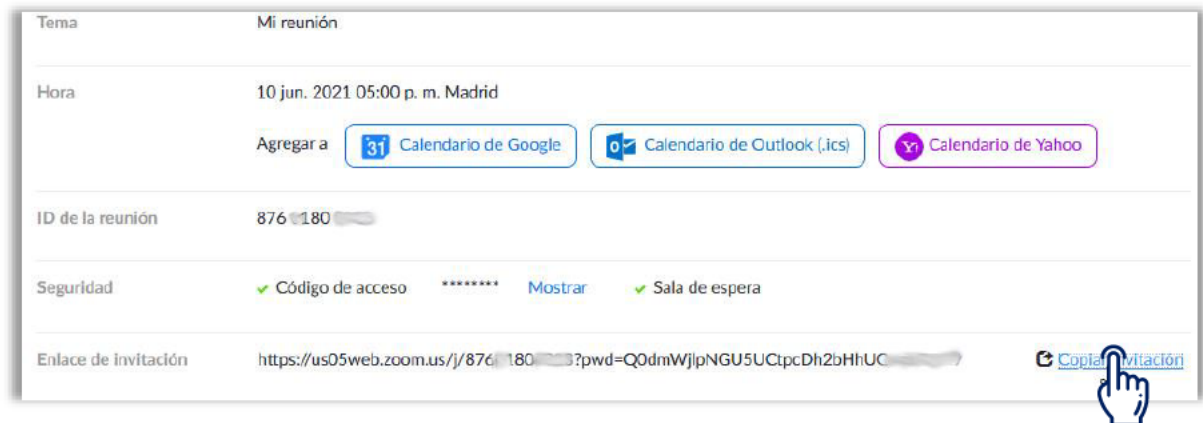 Tema Mi reunión
Hora 10 jun. 2021 05:00 p. m. Madrid
Agregar a 31 Calendario de Google Calendario de Outlook (.ics) Calendario de Yahoo
ID de la reunión 876 180
Seguridad Código de acceso ******** Mostrar Sala de espera
Enlace de invitación https://us05web.zoom.us/j/876 180 3?pwd=Q0dmWjlpNGU5UCtpcDh2bHhUC Copiar invitación